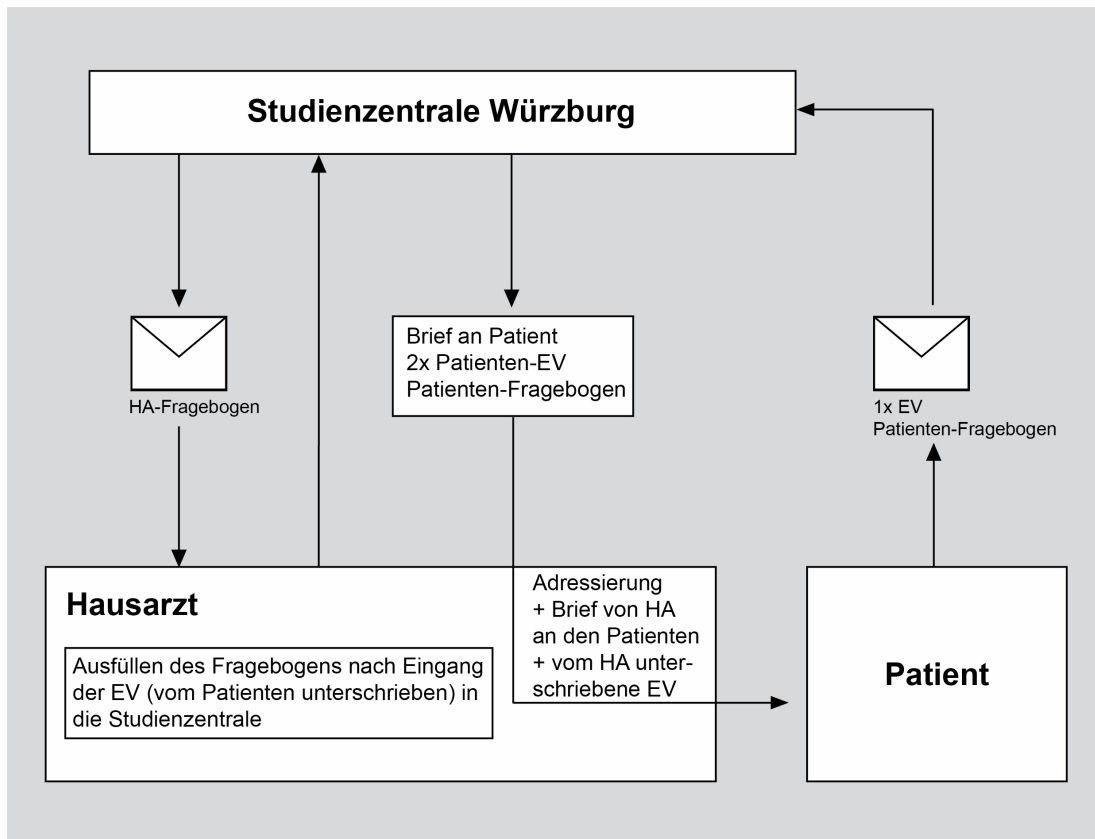 Studienzentrale Würzburg
HA-Fragebogen
Brief an Patient
2x Patienten-EV
Patienten-Fragebogen
1x EV
Patienten-Fragebogen
Hausarzt
Ausfüllen des Fragebogens nach Eingang
der EV (vom Patienten unterschrieben) in
die Studienzentrale
Adressierung
+ Brief von HA
an den Patienten
+ vom HA unter-
schriebene EV
Patient